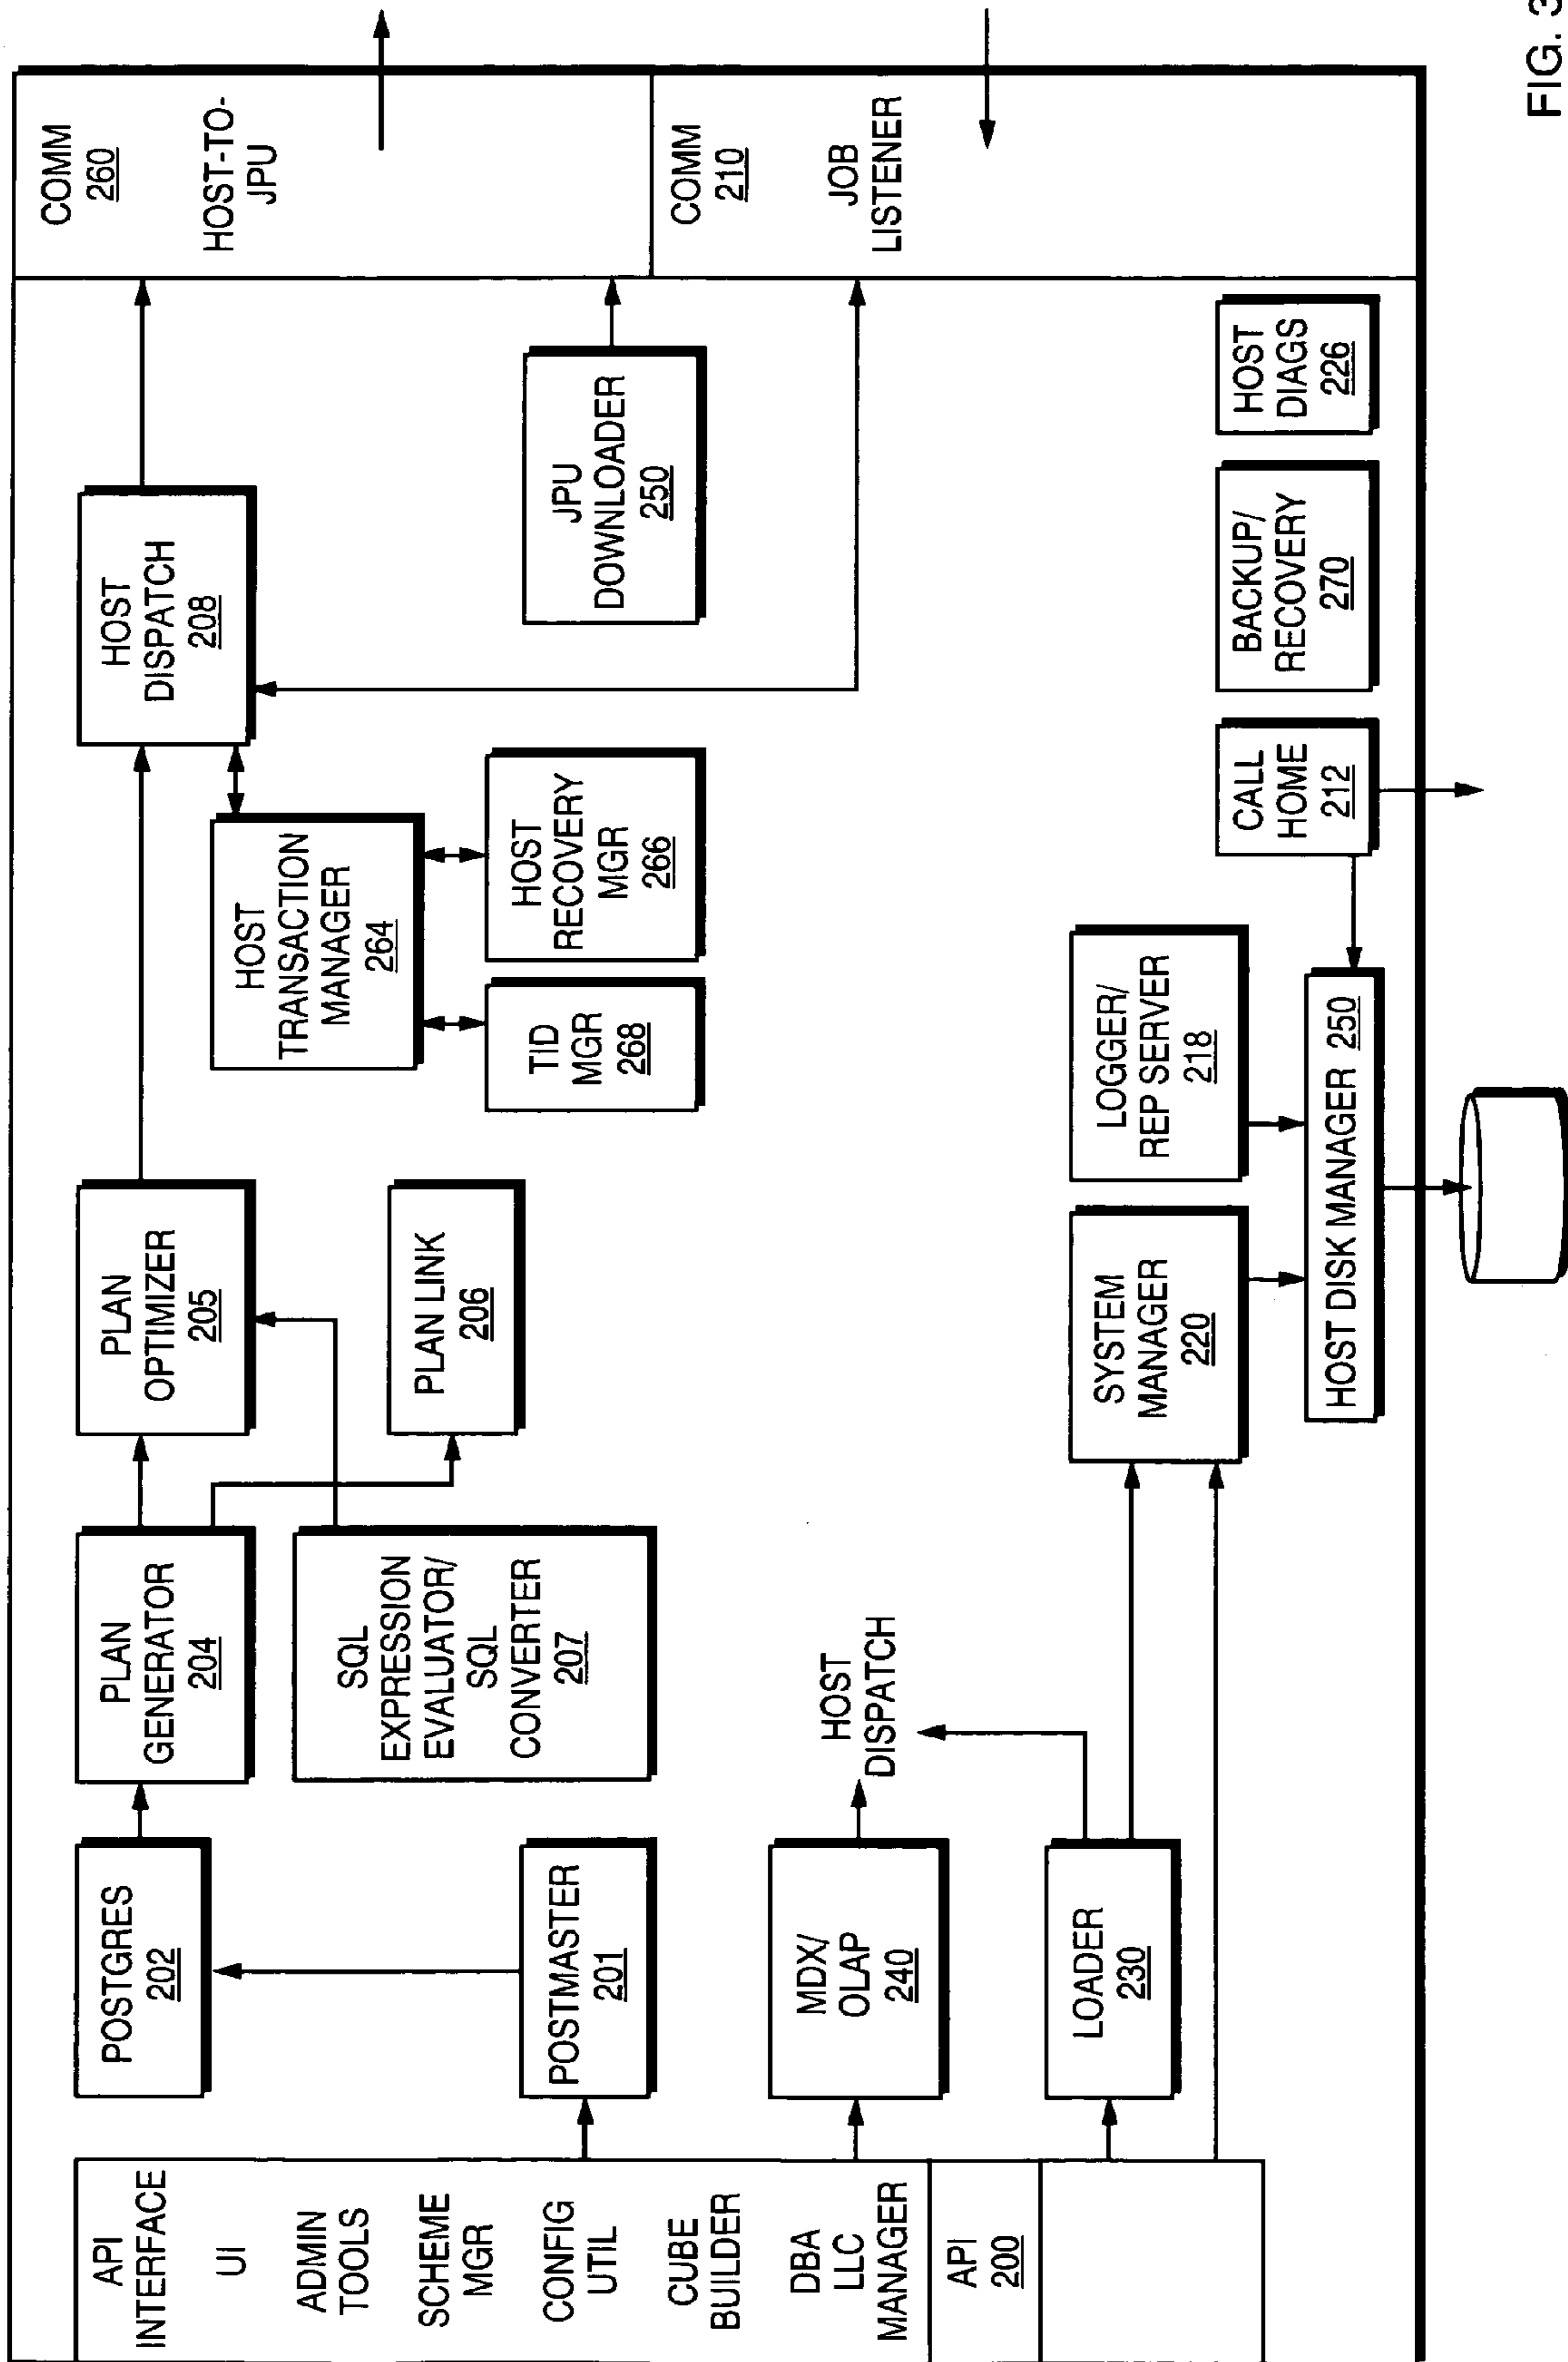 API
INTERFACE
UI
ADMIN
TOOLS
SCHEME
MGR
CONFIG
UTIL
CUBE
BUILDER
DBA
LLC
MANAGER
API
200
POSTGRES
202
POSTMASTER
201
MDX/
OLAP
240
LOADER
230
PLAN
GENERATOR
204
SQL
EXPRESSION
EVALUATOR/
SQL
CONVERTER
207
HOST
DISPATCH
PLAN
OPTIMIZER
205
PLAN LINK
206
SYSTEM
MANAGER
220
LOGGER/
REP SERVER
218
HOST DISK MANAGER 250
HOST
TRANSACTION
MANAGER
264
TID
MGR
268
HOST
RECOVERY
MGR
266
HOST
DISPATCH
208
JPU
DOWNLOADER
250
CALL
HOME
212
BACKUP/
RECOVERY
270
HOST
DIAGS
226
COMM
260
HOST-TO-
JPU
COMM
210
JOB
LISTENER
FIG. 3